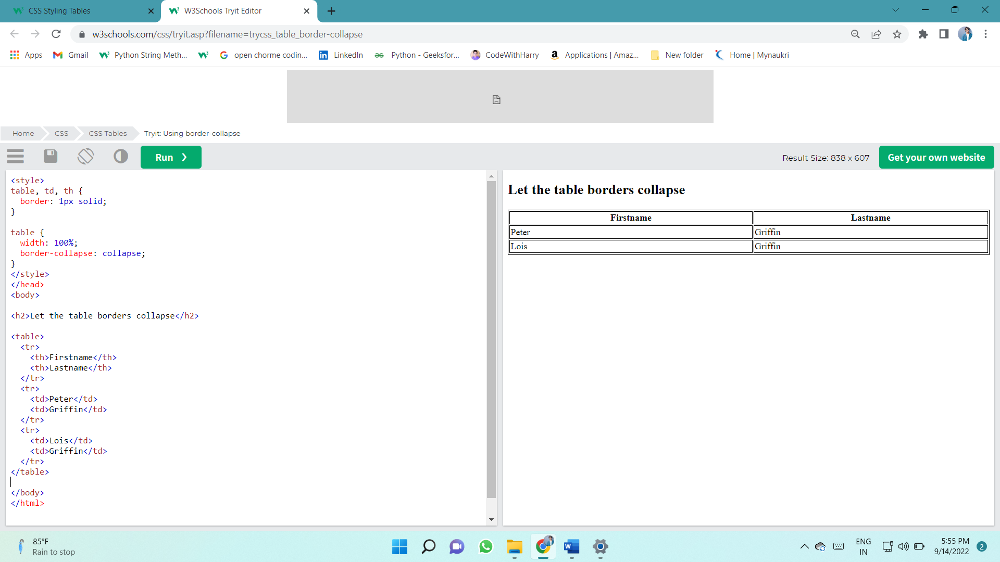 CSS Styling Tables
W3Schools Tryit Editor
w3schools.com/css/tryit.asp?filename=trycss_table_border-collapse
Apps
Gmail
Python String Meth...
open chorme codin...
LinkedIn
Python - Geeksfor...
CodeWithHarry
Applications | Amaz...
New folder
Home | Mynaukri
Home
CSS
CSS Tables
Tryit: Using border-collapse
Run ❯
Result Size: 838 x 607
Get your own website
<style>
table, td, th {
  border: 1px solid;
}
table {
  width: 100%;
  border-collapse: collapse;
}
</style>
</head>
<body>
<h2>Let the table borders collapse</h2>
<table>
  <tr>
    <th>Firstname</th>
    <th>Lastname</th>
  </tr>
  <tr>
    <td>Peter</td>
    <td>Griffin</td>
  </tr>
  <tr>
    <td>Lois</td>
    <td>Griffin</td>
  </tr>
</table>
</body>
</html>
Let the table borders collapse
Firstname Lastname
Peter Griffin
Lois Griffin
85°F
Rain to stop
ENG
IN
5:55 PM
9/14/2022
2